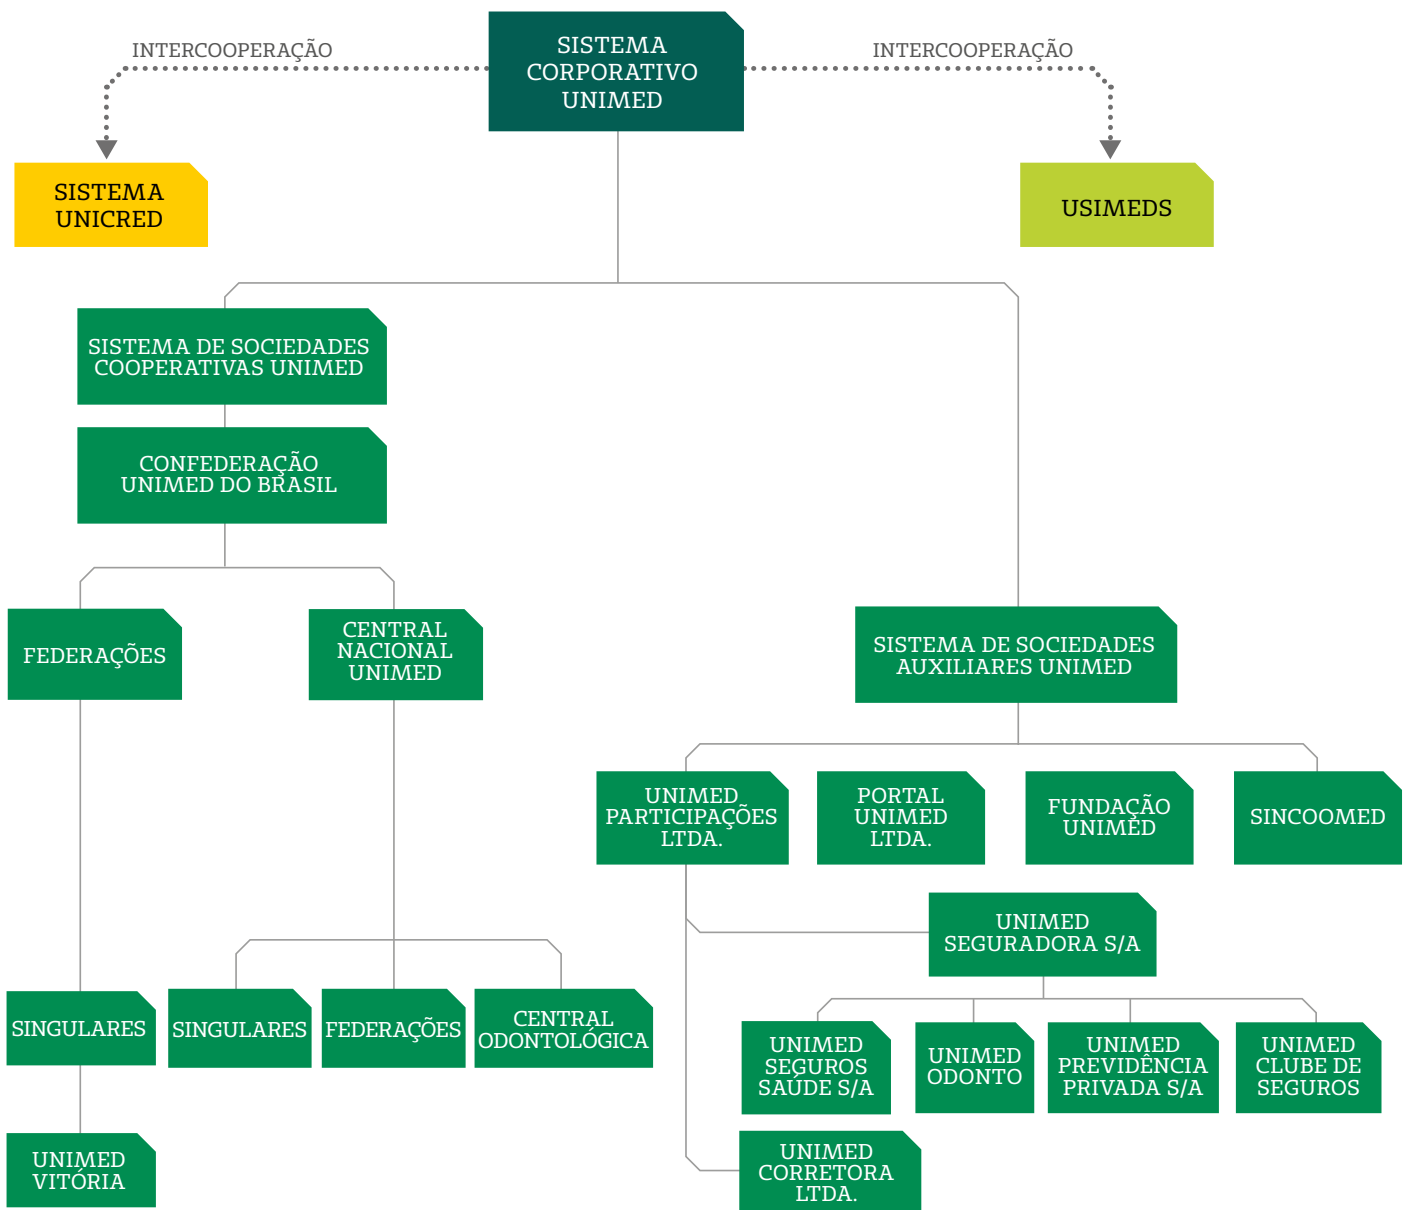 INTERCOOPERAÇÃO
SISTEMA
CORPORATIVO
UNIMED
INTERCOOPERAÇÃO
SISTEMA
UNICRED
USIMEDS
SISTEMA DE SOCIEDADES
COOPERATIVAS UNIMED
CONFEDERAÇÃO
UNIMED DO BRASIL
FEDERAÇÕES
CENTRAL
NACIONAL
UNIMED
SISTEMA DE SOCIEDADES
AUXILIARES UNIMED
UNIMED
PARTICIPAÇÕES
LTDA.
PORTAL
UNIMED
LTDA.
FUNDAÇÃO
UNIMED
SINCOOMED
UNIMED
SEGURADORA S/A
SINGULARES
SINGULARES
FEDERAÇÕES
CENTRAL
ODONTOLÓGICA
UNIMED
SEGUROS
SAÚDE S/A
UNIMED
ODONTO
UNIMED
PREVIDÊNCIA
PRIVADA S/A
UNIMED
CLUBE DE
SEGUROS
UNIMED
VITÓRIA
UNIMED
CORRETORA
LTDA.